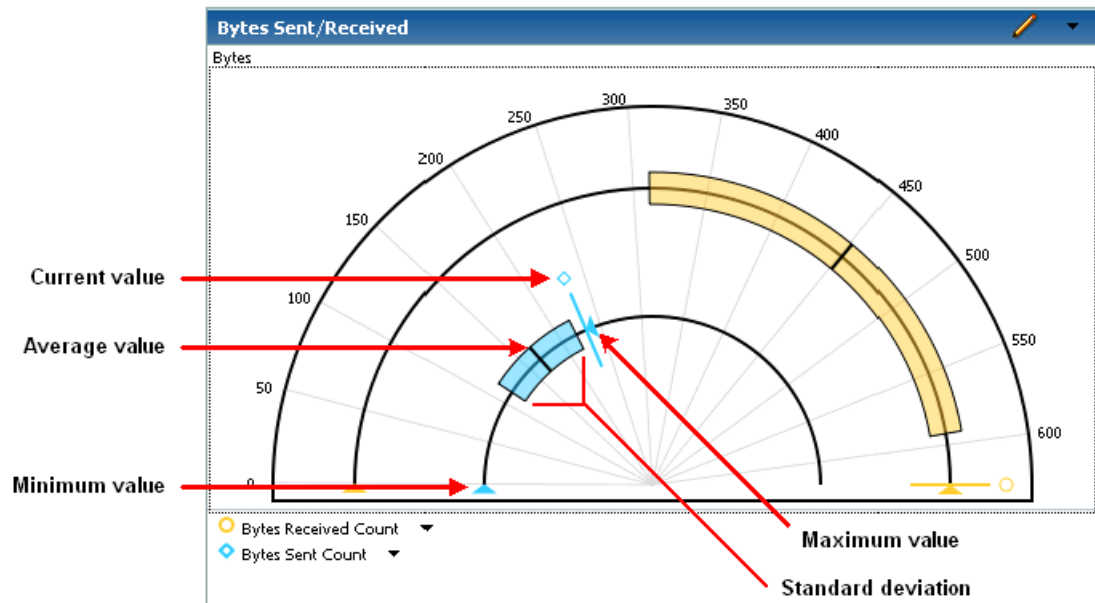 Bytes Sent/Received
Bytes
0
50
100
150
200
250
300
350
400
450
500
550
600
Current value
Average value
Minimum value
Maximum value
Standard deviation
Bytes Received Count
Bytes Sent Count